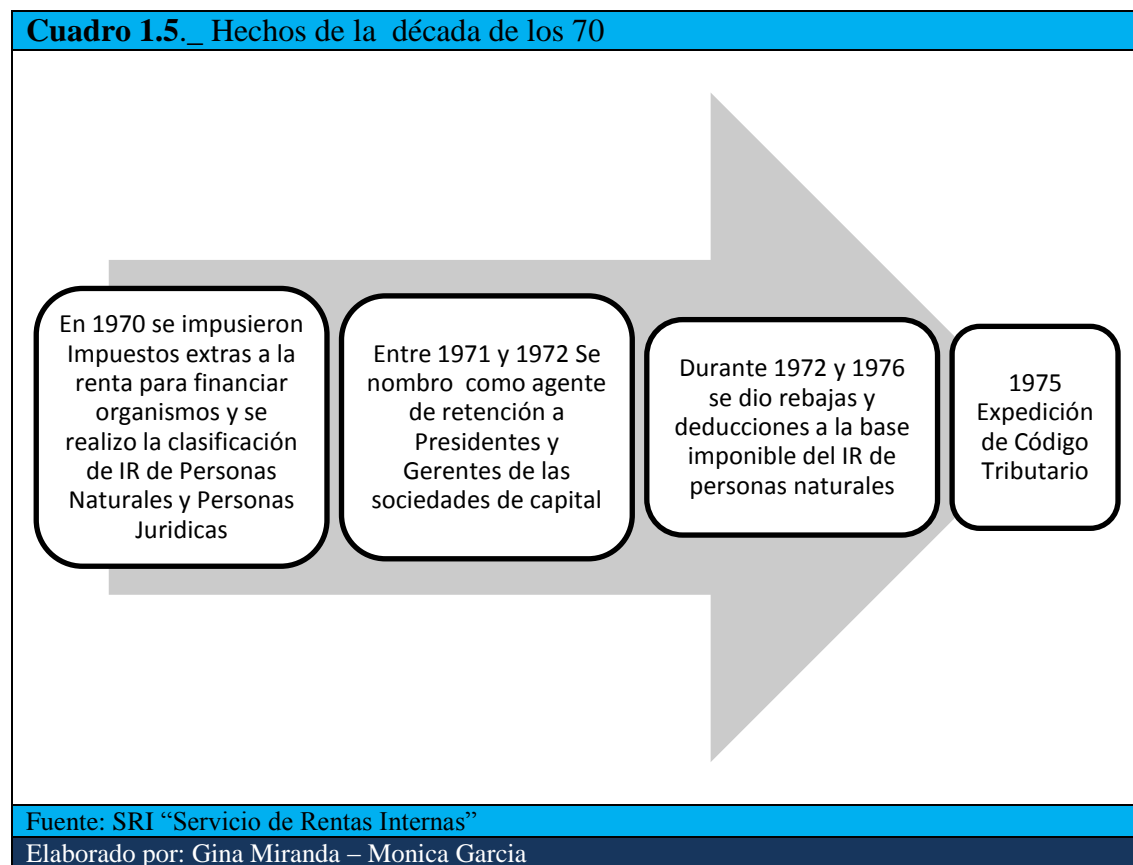 Cuadro 1.5._ Hechos de la década de los 70
En 1970 se impusieron
Impuestos extras a la
renta para financiar
organismos y se
realizo la clasificación
de IR de Personas
Naturales y Personas
Juridicas
Entre 1971 y 1972 Se
nombro como agente
de retención a
Presidentes y
Gerentes de las
sociedades de capital
Durante 1972 y 1976
se dio rebajas y
deducciones a la base
imponible del IR de
personas naturales
1975
Expedición
de Código
Tributario
Fuente: SRI “Servicio de Rentas Internas”
Elaborado por: Gina Miranda – Monica Garcia